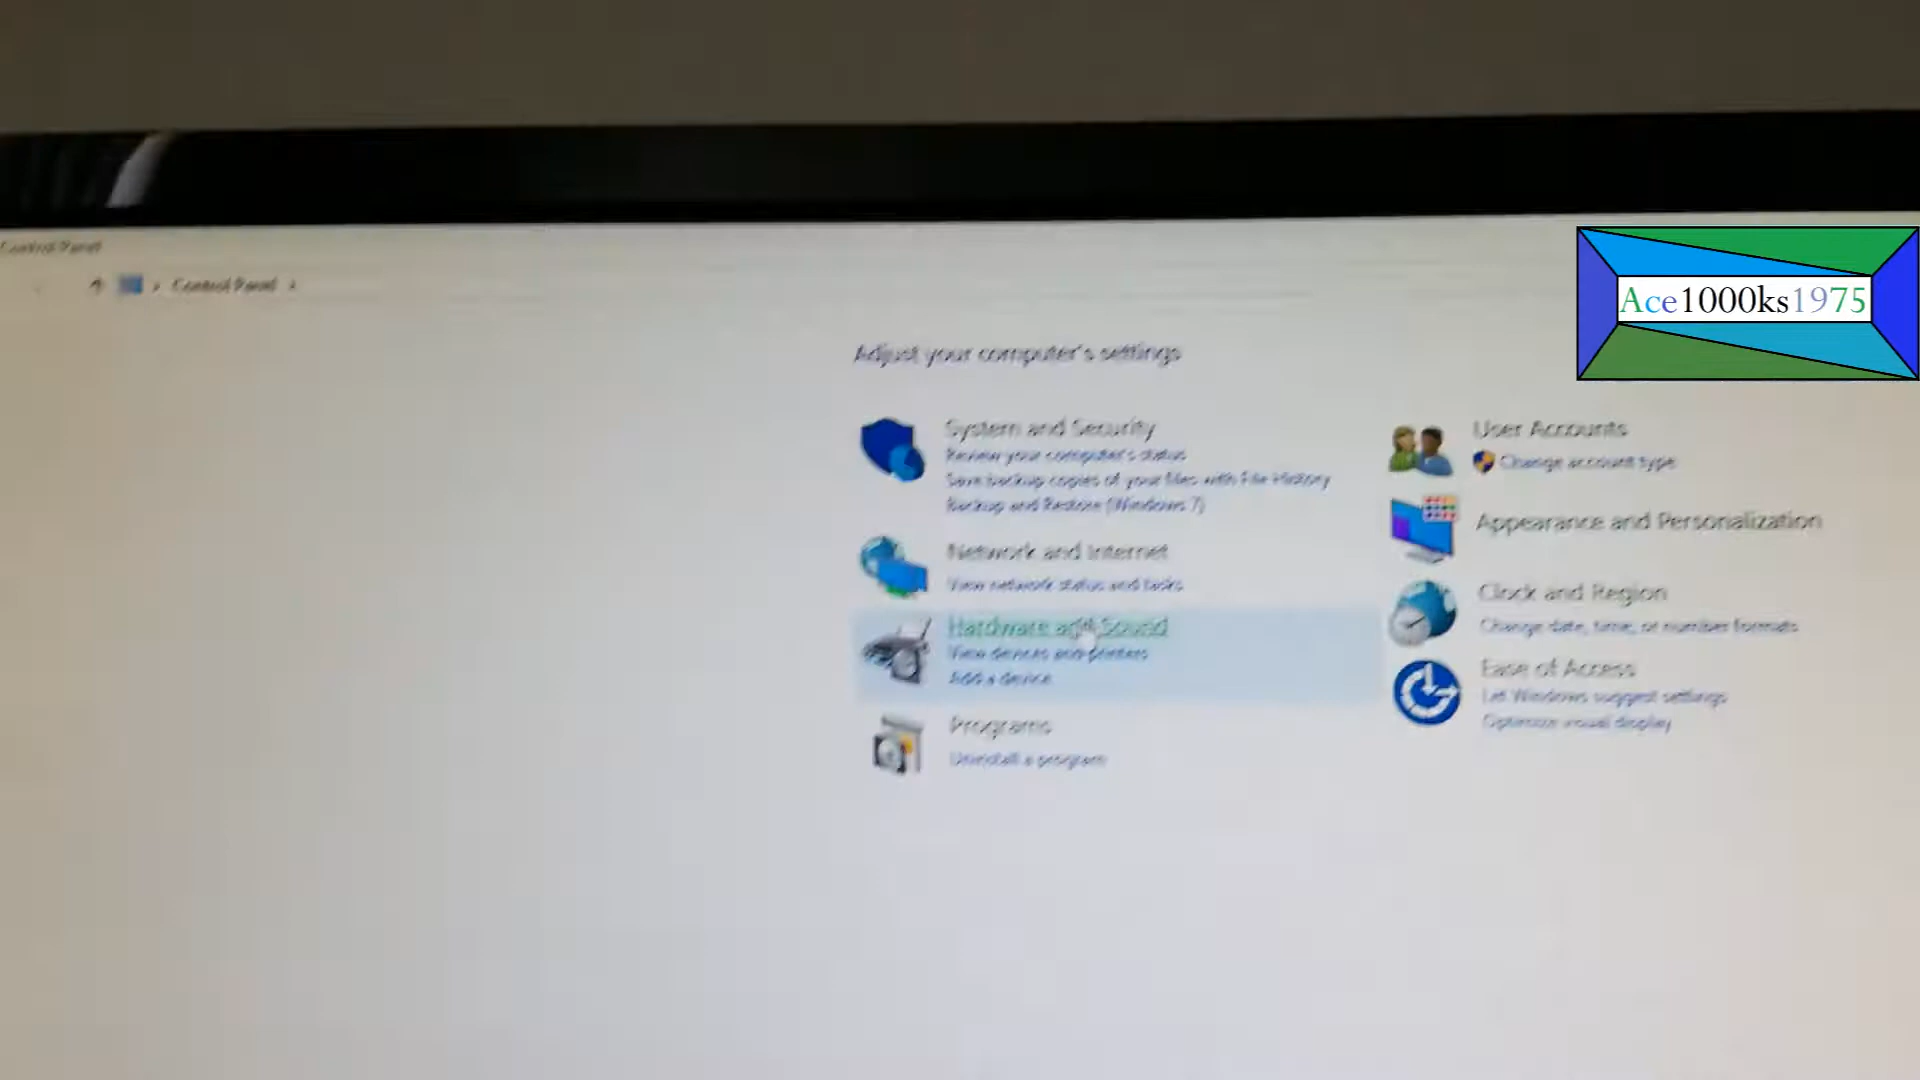 Control Panel
Control Panel
Ace1000ks1975
Adjust your computer's settings
System and Security
Review your computer's status
Save backup copies of your files with File History
Backup and Restore (Windows 7)
Network and Internet
View network status and tasks
Hardware and Sound
View devices and printers
Add a device
Programs
Uninstall a program
User Accounts
Change account type
Appearance and Personalization
Clock and Region
Change date, time, or number formats
Ease of Access
Let Windows suggest settings
Optimize visual display